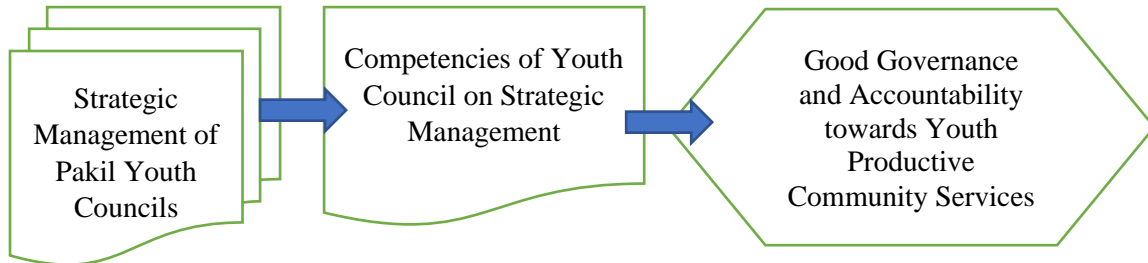 Strategic
Management of
Pakil Youth
Councils
Competencies of Youth
Council on Strategic
Management
Good Governance
and Accountability
towards Youth
Productive
Community Services